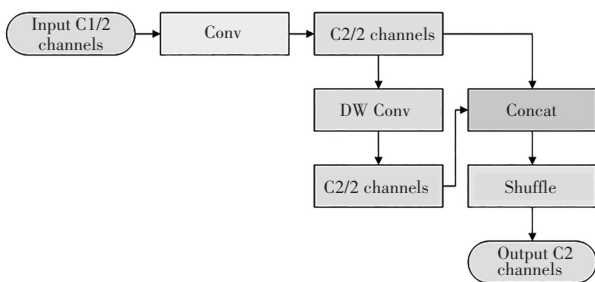 Input C1/2
channels
Conv
C2/2 channels
DW Conv
Concat
C2/2 channels
Shuffle
Output C2
channels